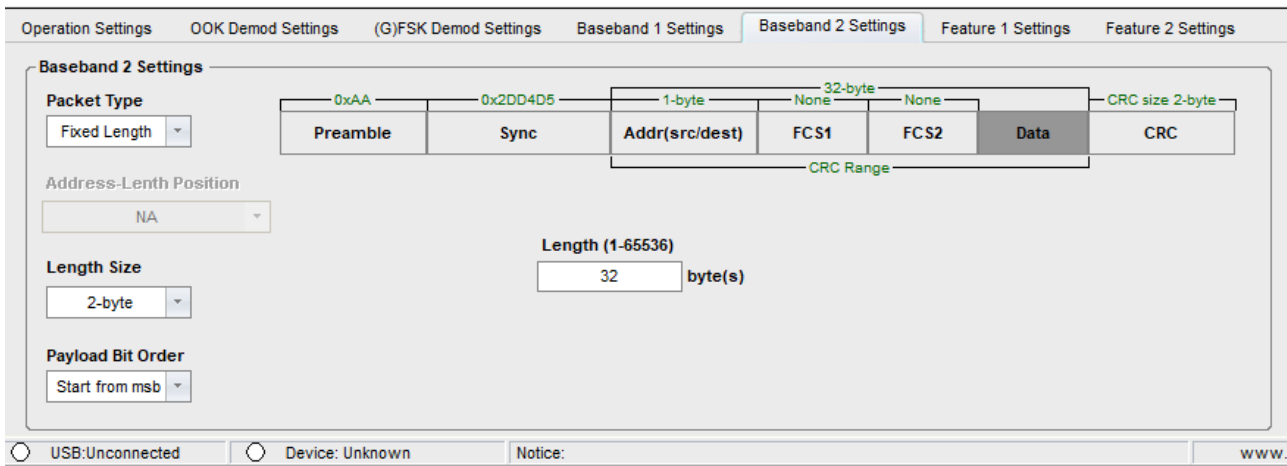 Operation Settings OOK Demod Settings (G)FSK Demod Settings Baseband 1 Settings Baseband 2 Settings Feature 1 Settings Feature 2 Settings
Baseband 2 Settings
Packet Type
Fixed Length
32-byte
0xAA 0x2DD4D5 1-byte None None CRC size 2-byte
Preamble Sync Addr(src/dest) FCS1 FCS2 Data CRC
CRC Range
Address-Lenth Position
NA
Length (1-65536)
32 byte(s)
Length Size
2-byte
Payload Bit Order
Start from msb
USB:Unconnected Device: Unknown Notice: www.